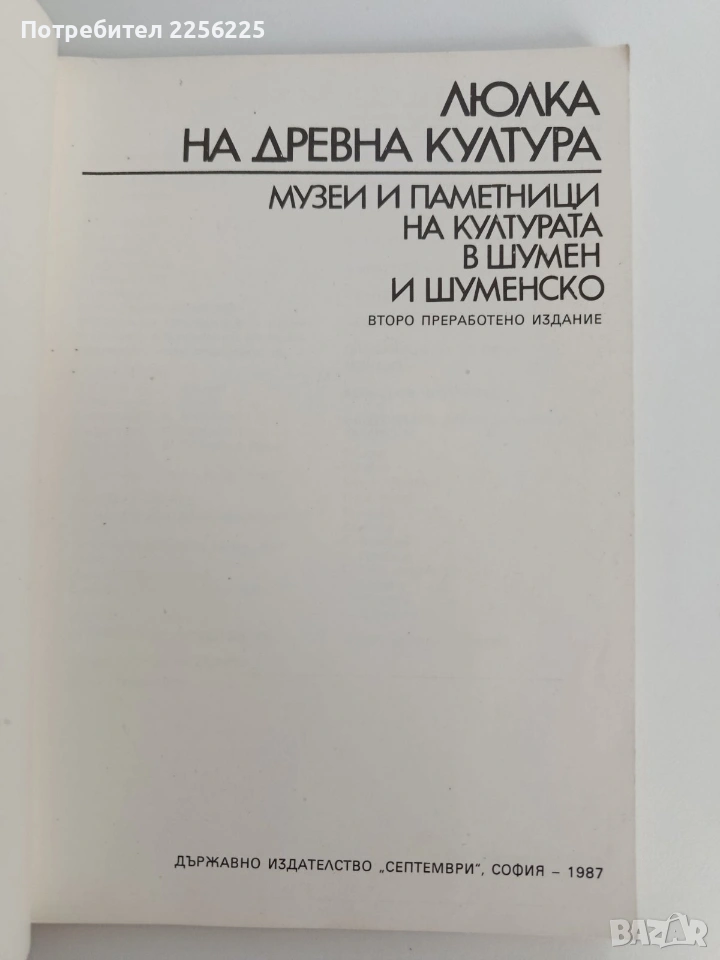 Потребител 2256225
ЛЮЛКА
НА ДРЕВНА КУЛТУРА
МУЗЕИ И ПАМЕТНИЦИ
НА КУЛТУРАТА
В ШУМЕН
И ШУМЕНСКО
ВТОРО ПРЕРАБОТЕНО ИЗДАНИЕ
ДЪРЖАВНО ИЗДАТЕЛСТВО „СЕПТЕМВРИ", СОФИЯ – 1987
BAZAR